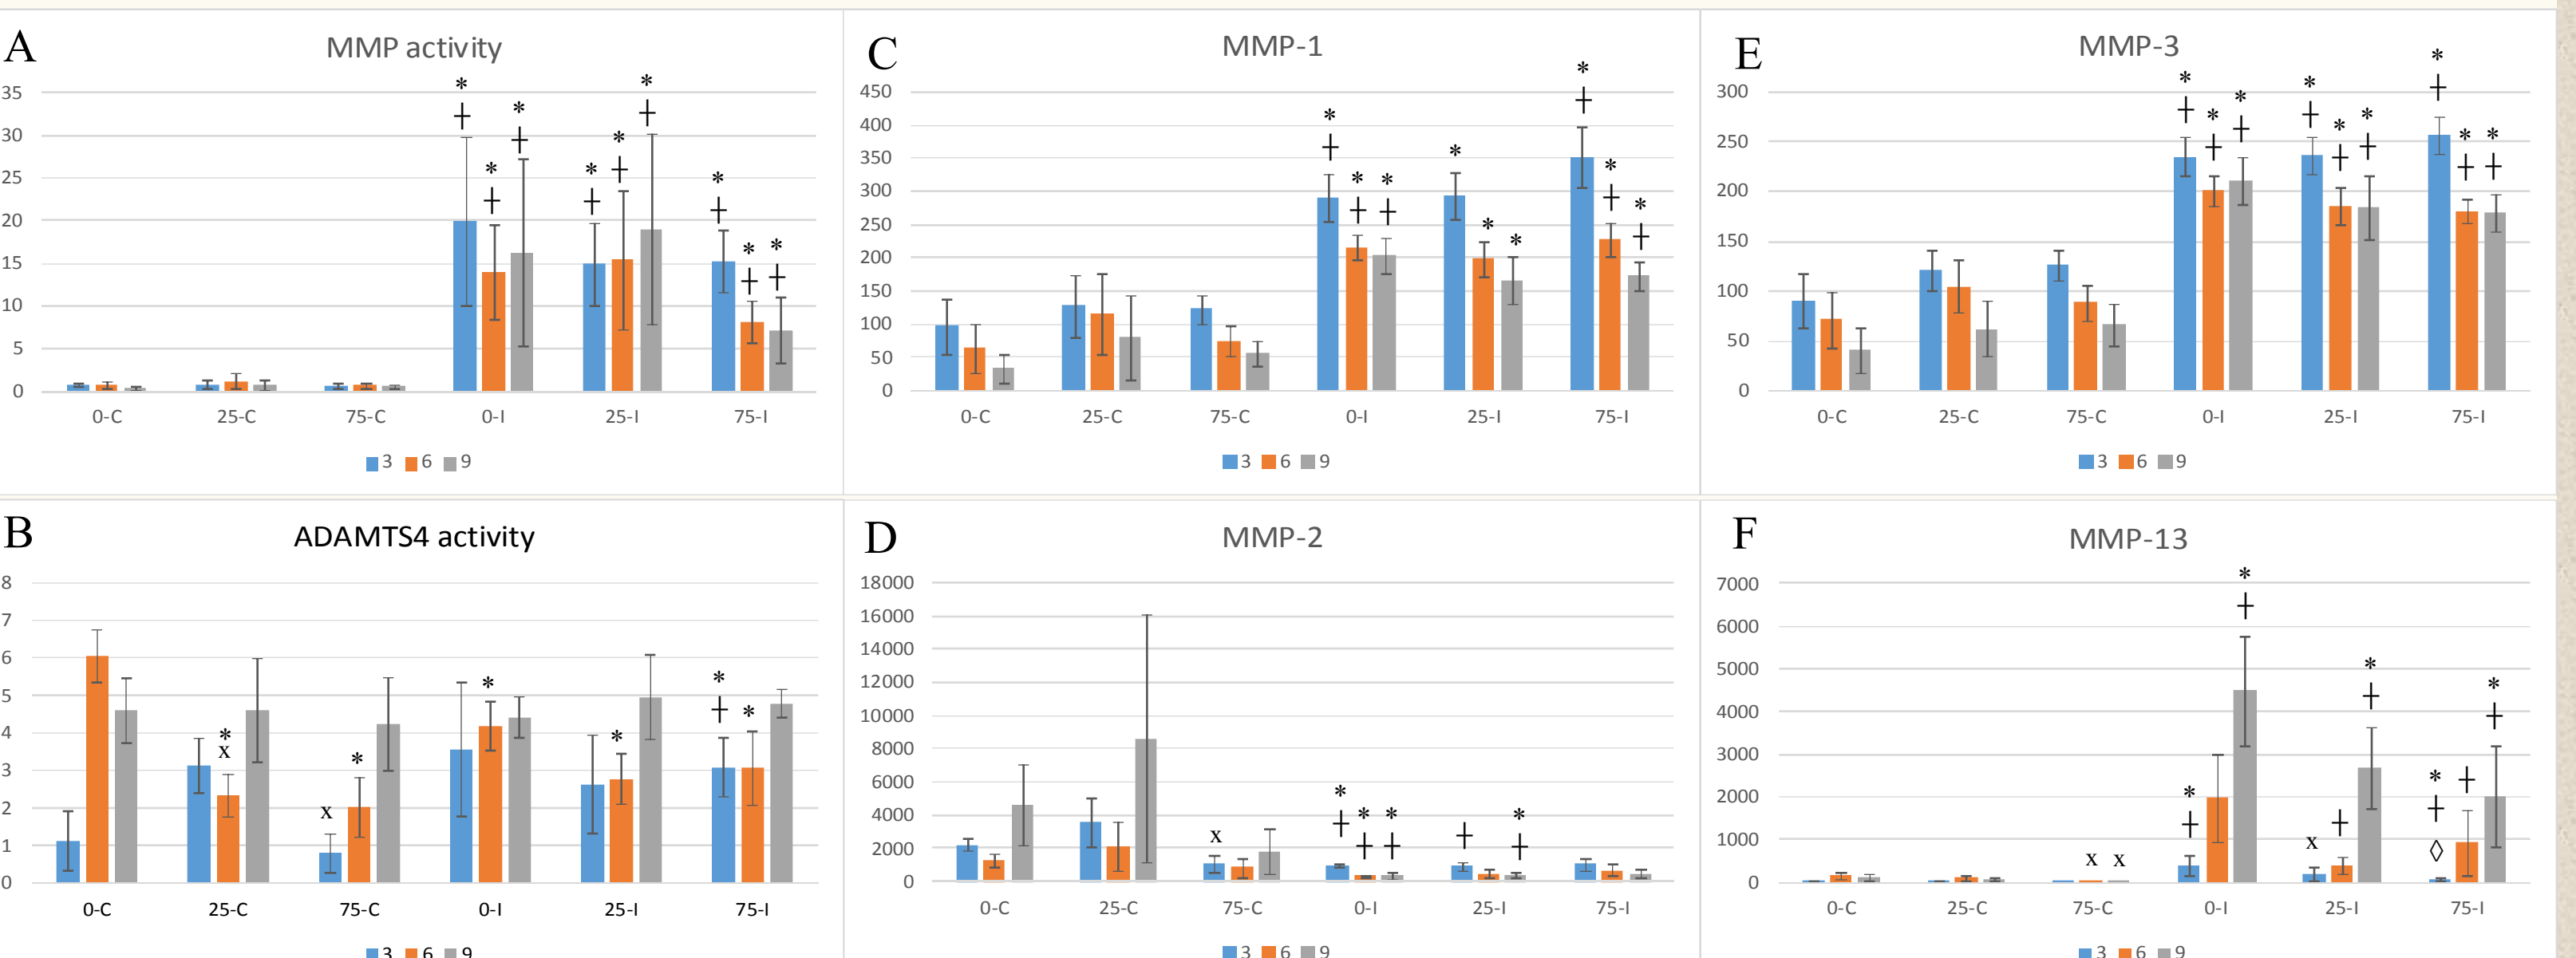 A
MMP activity
* * *
┼ ┼ ┼
35
30
25
20
15
10
5
0
0-C 25-C 75-C 0-I 25-I 75-I
3 6 9
C
MMP-1
450
400
350
300
250
200
150
100
50
0
0-C 25-C 75-C 0-I 25-I 75-I
3 6 9
E
MMP-3
300
250
200
150
100
50
0
0-C 25-C 75-C 0-I 25-I 75-I
3 6 9
B
ADAMTS4 activity
8
7
6
5
4
3
2
1
0
x x
0-C 25-C 75-C 0-I 25-I 75-I
3 6 9
D
MMP-2
18000
16000
14000
12000
10000
8000
6000
4000
2000
0
x
0-C 25-C 75-C 0-I 25-I 75-I
3 6 9
F
MMP-13
7000
6000
5000
4000
3000
2000
1000
0
x x x
◊
0-C 25-C 75-C 0-I 25-I 75-I
3 6 9